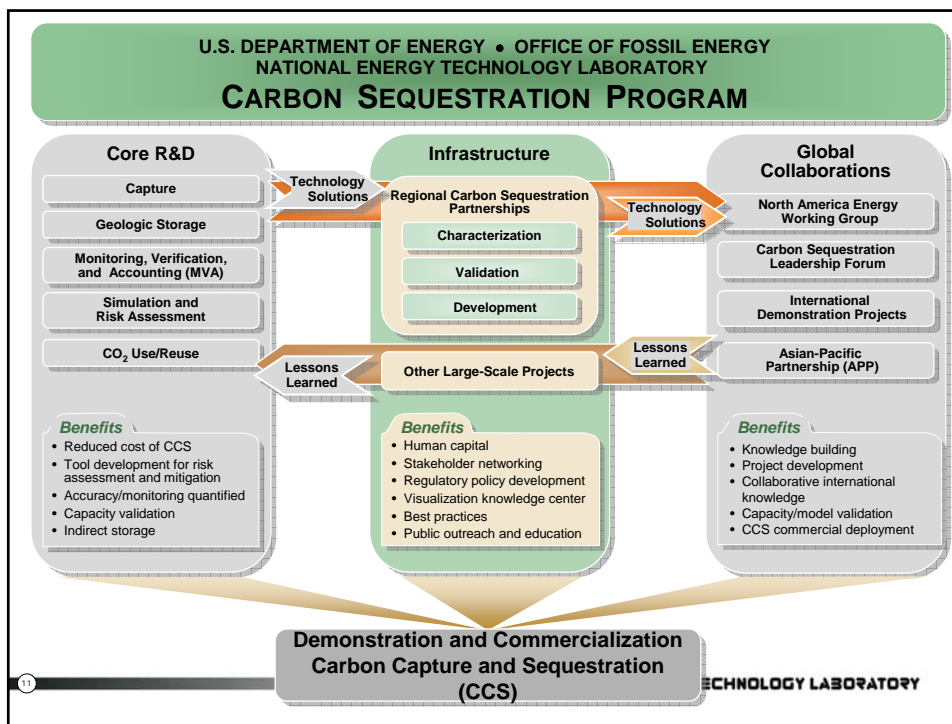 U.S. DEPARTMENT OF ENERGY • OFFICE OF FOSSIL ENERGY
NATIONAL ENERGY TECHNOLOGY LABORATORY
CARBON SEQUESTRATION PROGRAM
Core R&D
Capture
Geologic Storage
Monitoring, Verification,
and Accounting (MVA)
Simulation and
Risk Assessment
CO2 Use/Reuse
Benefits
• Reduced cost of CCS
• Tool development for risk
assessment and mitigation
• Accuracy/monitoring quantified
• Capacity validation
• Indirect storage
Technology
Solutions
Lessons
Learned
Infrastructure
Regional Carbon Sequestration
Partnerships
Characterization
Validation
Development
Other Large-Scale Projects
Benefits
• Human capital
• Stakeholder networking
• Regulatory policy development
• Visualization knowledge center
• Best practices
• Public outreach and education
Technology
Solutions
Lessons
Learned
Global
Collaborations
North America Energy
Working Group
Carbon Sequestration
Leadership Forum
International
Demonstration Projects
Asian-Pacific
Partnership (APP)
Benefits
• Knowledge building
• Project development
• Collaborative international
knowledge
• Capacity/model validation
• CCS commercial deployment
Demonstration and Commercialization
Carbon Capture and Sequestration
(CCS)
11
ECHNOLOGY LABORATORY